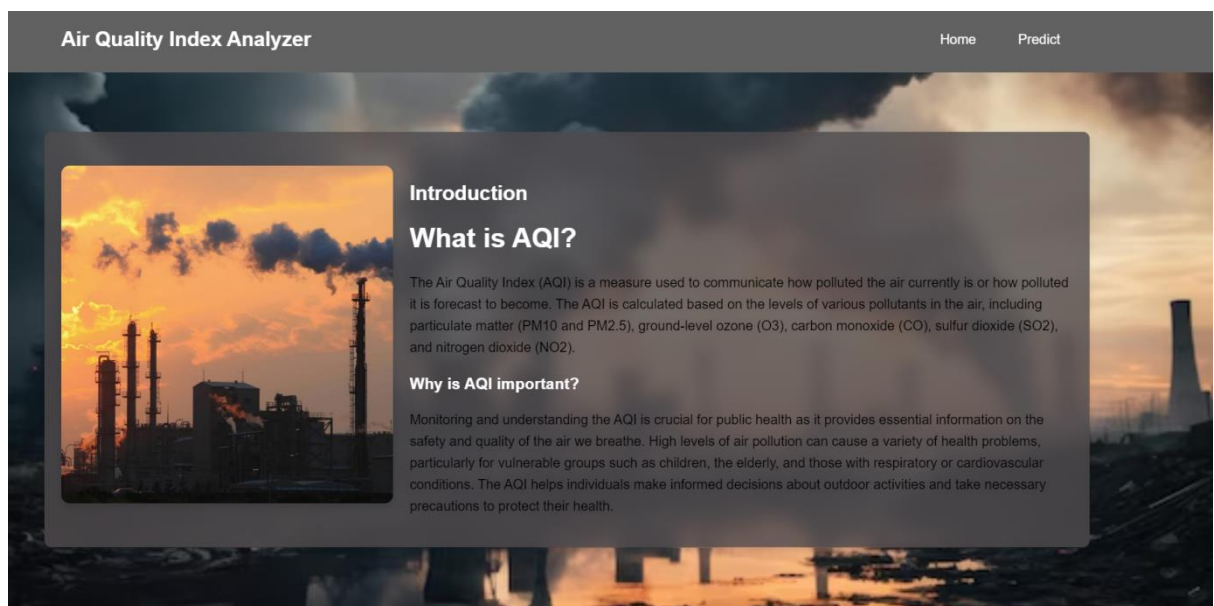 Air Quality Index Analyzer
Home
Predict
Introduction
What is AQI?
The Air Quality Index (AQI) is a measure used to communicate how polluted the air currently is or how polluted
it is forecast to become. The AQI is calculated based on the levels of various pollutants in the air, including
particulate matter (PM10 and PM2.5), ground-level ozone (O3), carbon monoxide (CO), sulfur dioxide (SO2),
and nitrogen dioxide (NO2).
Why is AQI important?
Monitoring and understanding the AQI is crucial for public health as it provides essential information on the
safety and quality of the air we breathe. High levels of air pollution can cause a variety of health problems,
particularly for vulnerable groups such as children, the elderly, and those with respiratory or cardiovascular
conditions. The AQI helps individuals make informed decisions about outdoor activities and take necessary
precautions to protect their health.